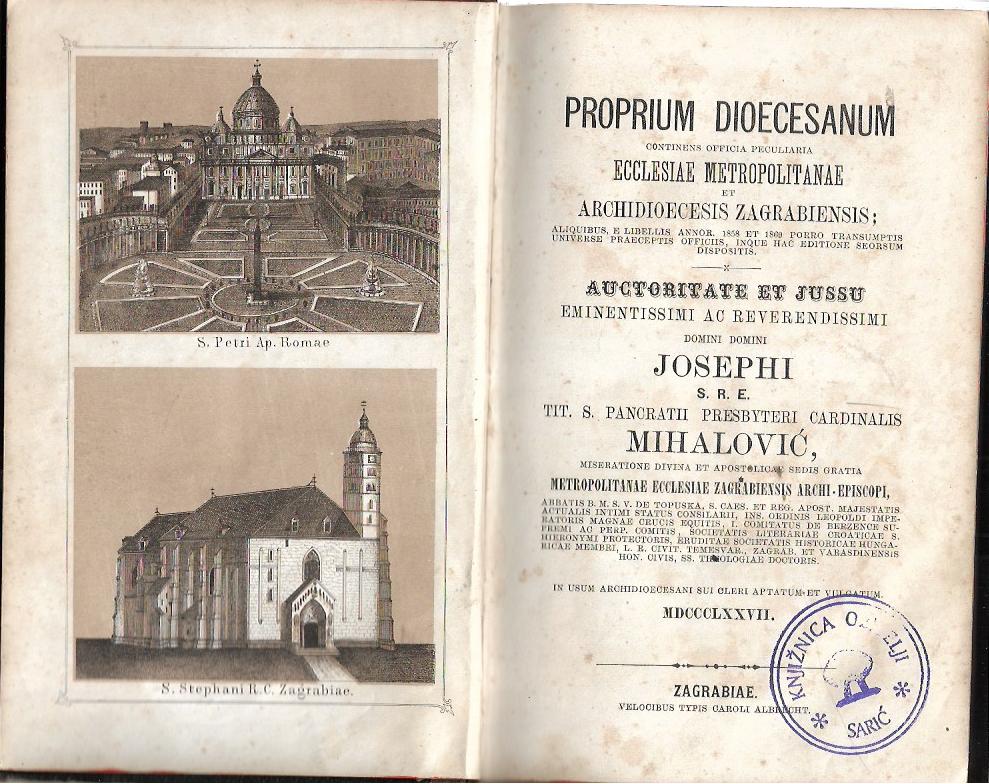 S. Petri Ap. Romae
S. Stephani R.C. Zagrabiae.
PROPRIUM DIOECESANUM
CONTINENS OFFICIA PECULIARIA
ECCLESIAE METROPOLITANAE
ET
ARCHIDIOECESIS ZAGRABIENSIS;
ALIQUIBUS, E LIBELLIS ANNOR. 1858 ET 1869 PORRO TRANSUMPTIS
UNIVERSE PRAECEPTIS OFFICIIS, INQUE HAC EDITIONE SEORSUM
DISPOSITIS.
AUCTORITATE ET JUSSU
EMINENTISSIMI AC REVERENDISSIMI
DOMINI DOMINI
JOSEPHI
S. R. E.
TIT. S. PANCRATII PRESBYTERI CARDINALIS
MIHALOVIĆ,
MISERATIONE DIVINA ET APOSTOLICAE SEDIS GRATIA
METROPOLITANAE ECCLESIAE ZAGRABIENSIS ARCHI-EPISCOPI,
ABBATIS B. M. S. V. DE TOPUSKA, S. CAES. ET REG. APOST. MAJESTATIS
ACTUALIS INTIMI STATUS CONSILARII, INS. ORDINIS LEOPOLDI IMPE-
RATORIS MAGNAE CRUCIS EQUITIS, I. COMITATUS DE BERZENCE SU-
PREMI AC PERP. COMITIS, SOCIETATIS LITERARIAE CROATICAE S.
HIERONYMI PROTECTORIS, ERUDITAE SOCIETATIS HISTORICAE HUNGA-
RICAE MEMBRI, L. R. CIVIT. TEMESVAR., ZAGRAB. ET VARASDINENSIS
HON. CIVIS, SS. THEOLOGIAE DOCTORIS.
IN USUM ARCHIDIOECESANI SUI CLERI APTATUM ET VULGATUM.
MDCCCLXXVII.
ZAGRABIAE.
VELOCIBUS TYPIS CAROLI ALBRECHT.
KNJIŽNICA
SARIĆ